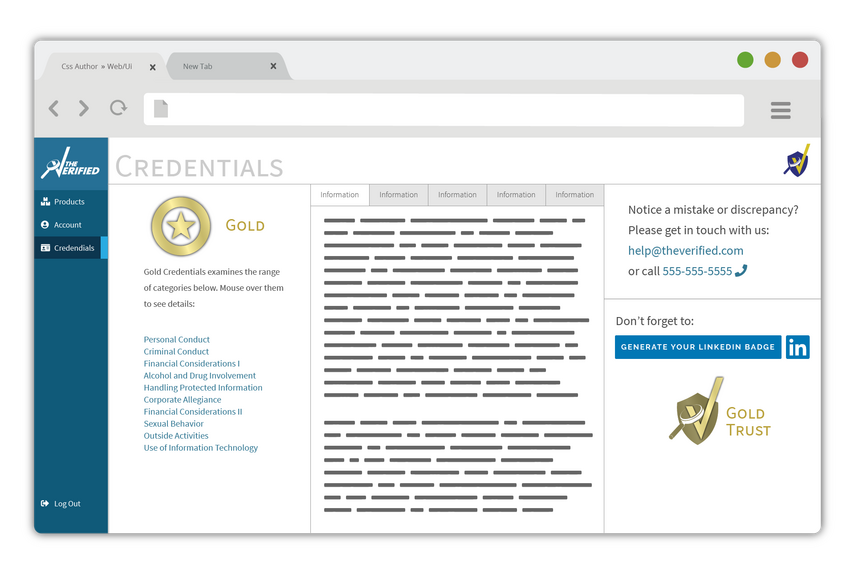 Css Author » Web/Ui
New Tab
THE
VERIFIED
CREDENTIALS
Products
Account
Credentials
Log Out
GOLD
Gold Credentials examines the range
of categories below. Mouse over them
to see details:
Personal Conduct
Criminal Conduct
Financial Considerations I
Alcohol and Drug Involvement
Handling Protected Information
Corporate Allegiance
Financial Considerations II
Sexual Behavior
Outside Activities
Use of Information Technology
Information
Information
Information
Information
Information
Notice a mistake or discrepancy?
Please get in touch with us:
help@theverified.com
or call 555-555-5555
Don't forget to:
GENERATE YOUR LINKEDIN BADGE
in
GOLD
TRUST